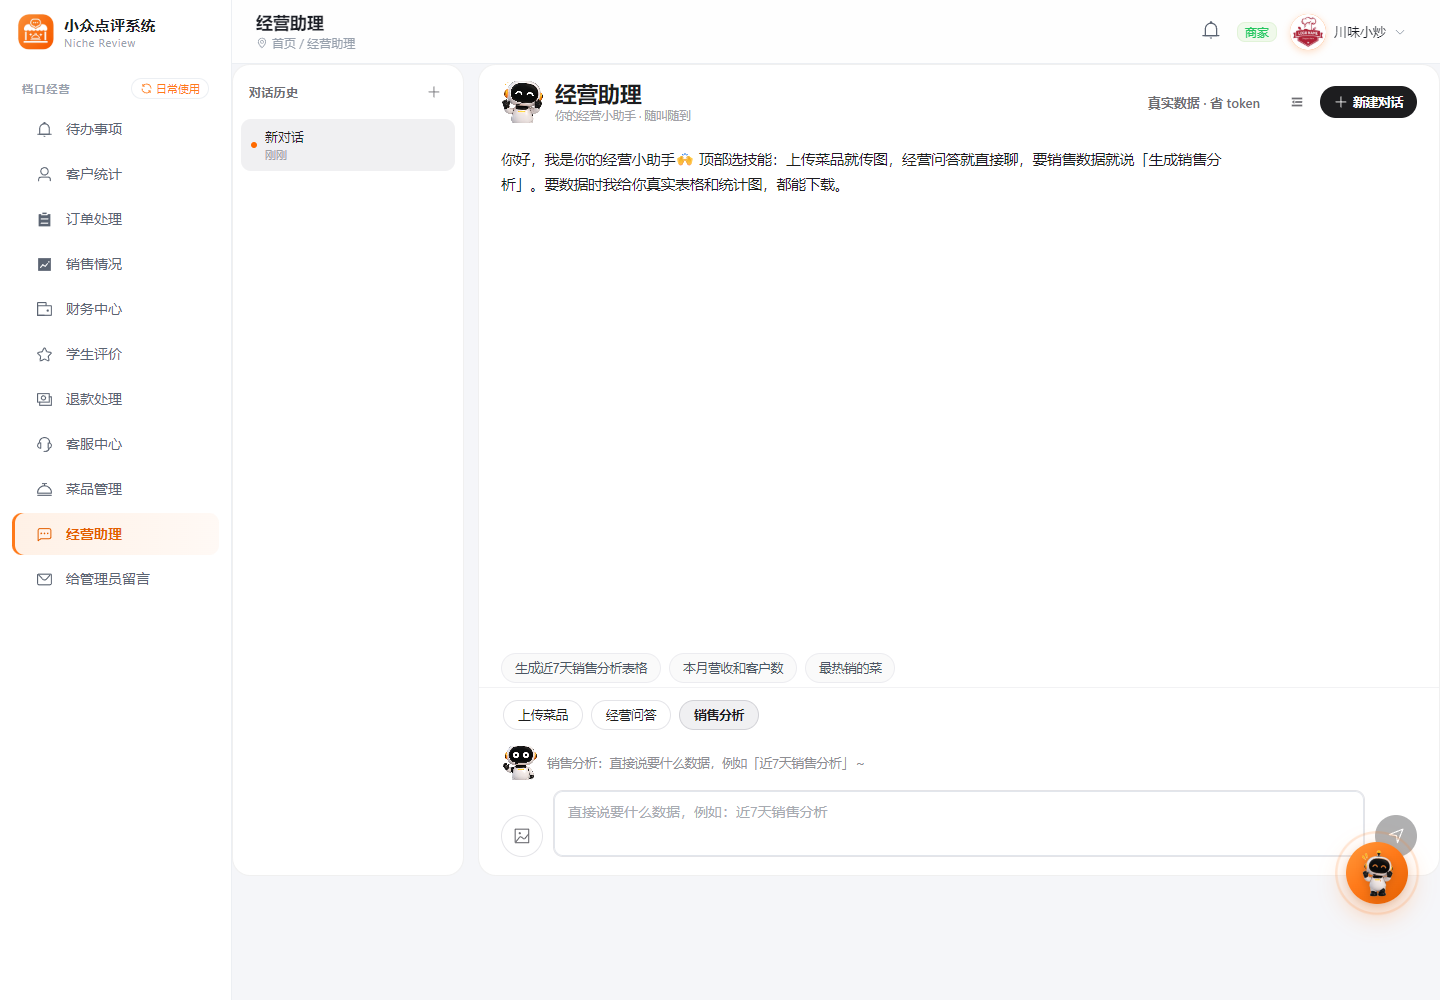 小众点评系统
Niche Review
档口经营
日常使用
待办事项
客户统计
订单处理
销售情况
财务中心
学生评价
退款处理
客服中心
菜品管理
经营助理
给管理员留言
经营助理
首页 / 经营助理
商家
川味小炒
对话历史
新对话
刚刚
经营助理
你的经营小助手 · 随叫随到
真实数据 · 省 token
新建对话
你好，我是你的经营小助手🙌 顶部选技能：上传菜品就传图，经营问答就直接聊，要销售数据就说「生成销售分
析」。要数据时我给你真实表格和统计图，都能下载。
生成近7天销售分析表格
本月营收和客户数
最热销的菜
上传菜品
经营问答
销售分析
销售分析：直接说要什么数据，例如「近7天销售分析」～
直接说要什么数据，例如：近7天销售分析